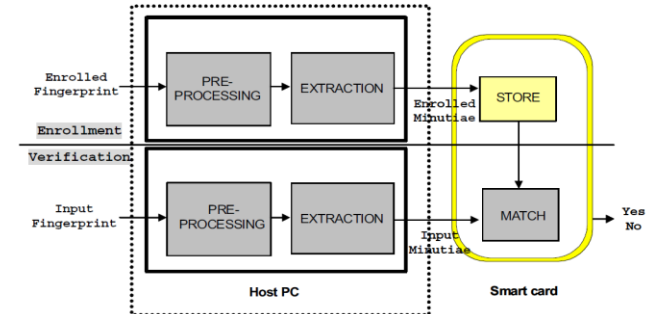 Enrolled
Fingerprint
PRE-
PROCESSING
EXTRACTION
Enrolled
Minutiae
STORE
Enrollment
Verification
Input
Fingerprint
PRE-
PROCESSING
EXTRACTION
Input
Minutiae
MATCH
Yes
No
Host PC
Smart card